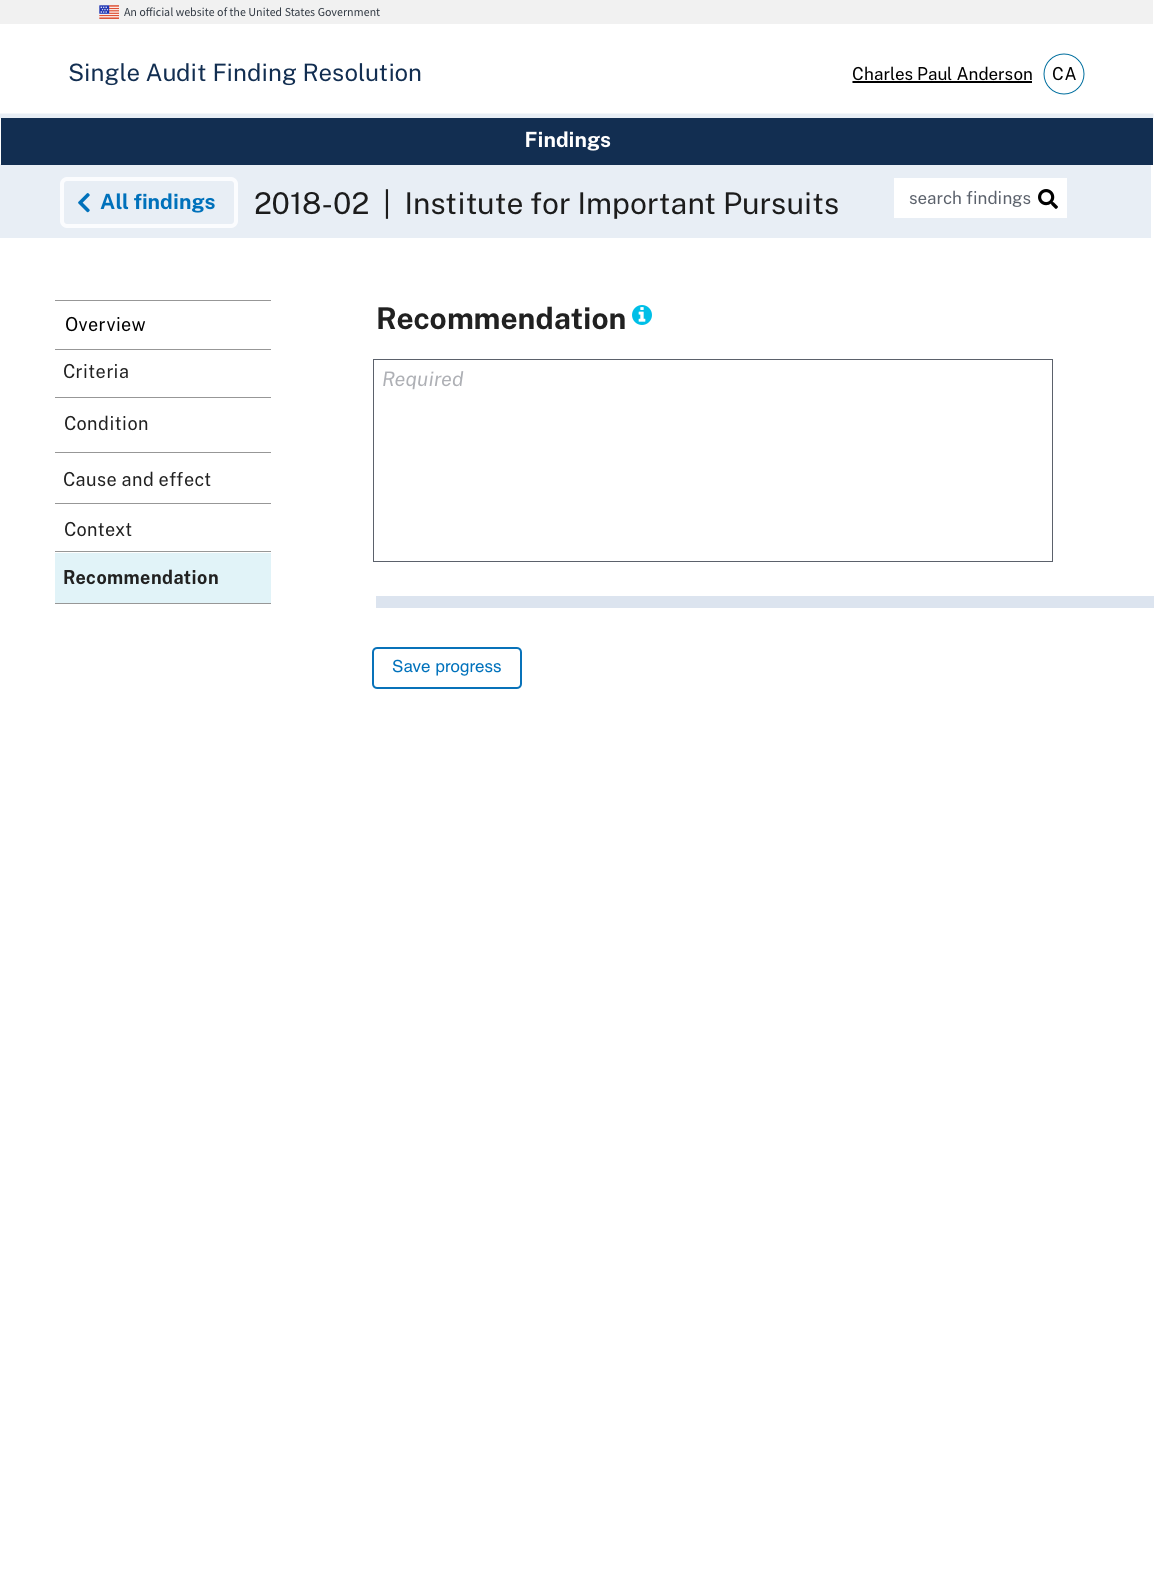 An official website of the United States Government
Single Audit Finding Resolution
Charles Paul Anderson
CA
Findings
All findings
2018-02 | Institute for Important Pursuits
search findings
Overview
Criteria
Condition
Cause and effect
Context
Recommendation
Recommendation
Required
Save progress